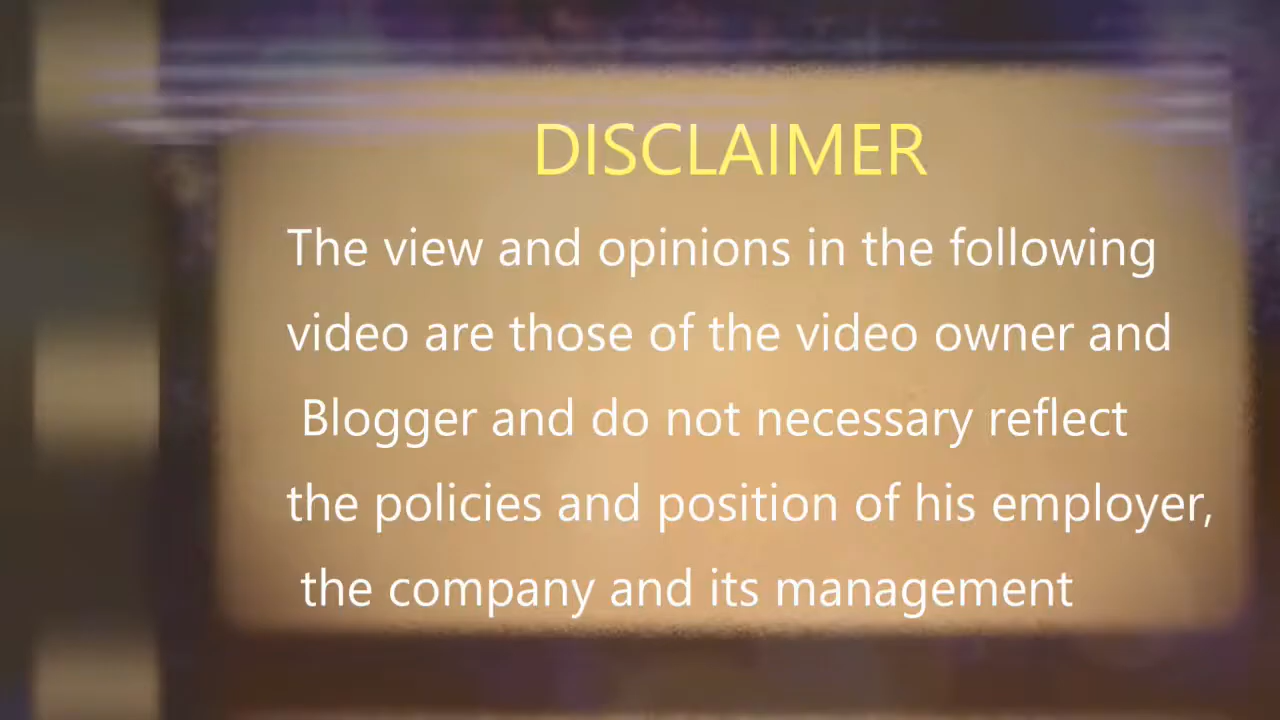 DISCLAIMER
The view and opinions in the following
video are those of the video owner and
Blogger and do not necessary reflect
the policies and position of his employer,
the company and its management